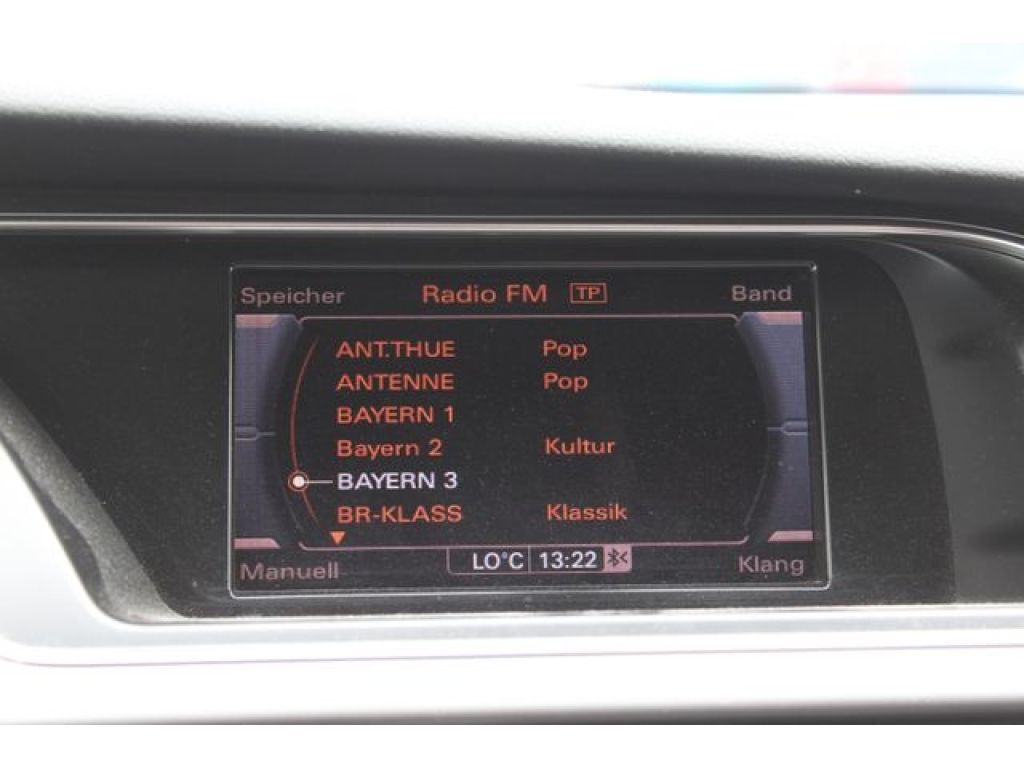 Speicher Radio FM TP Band
ANT.THUE Pop
ANTENNE Pop
BAYERN 1
Bayern 2 Kultur
BAYERN 3
BR-KLASS Klassik
LO°C 13:22
Manuell Klang